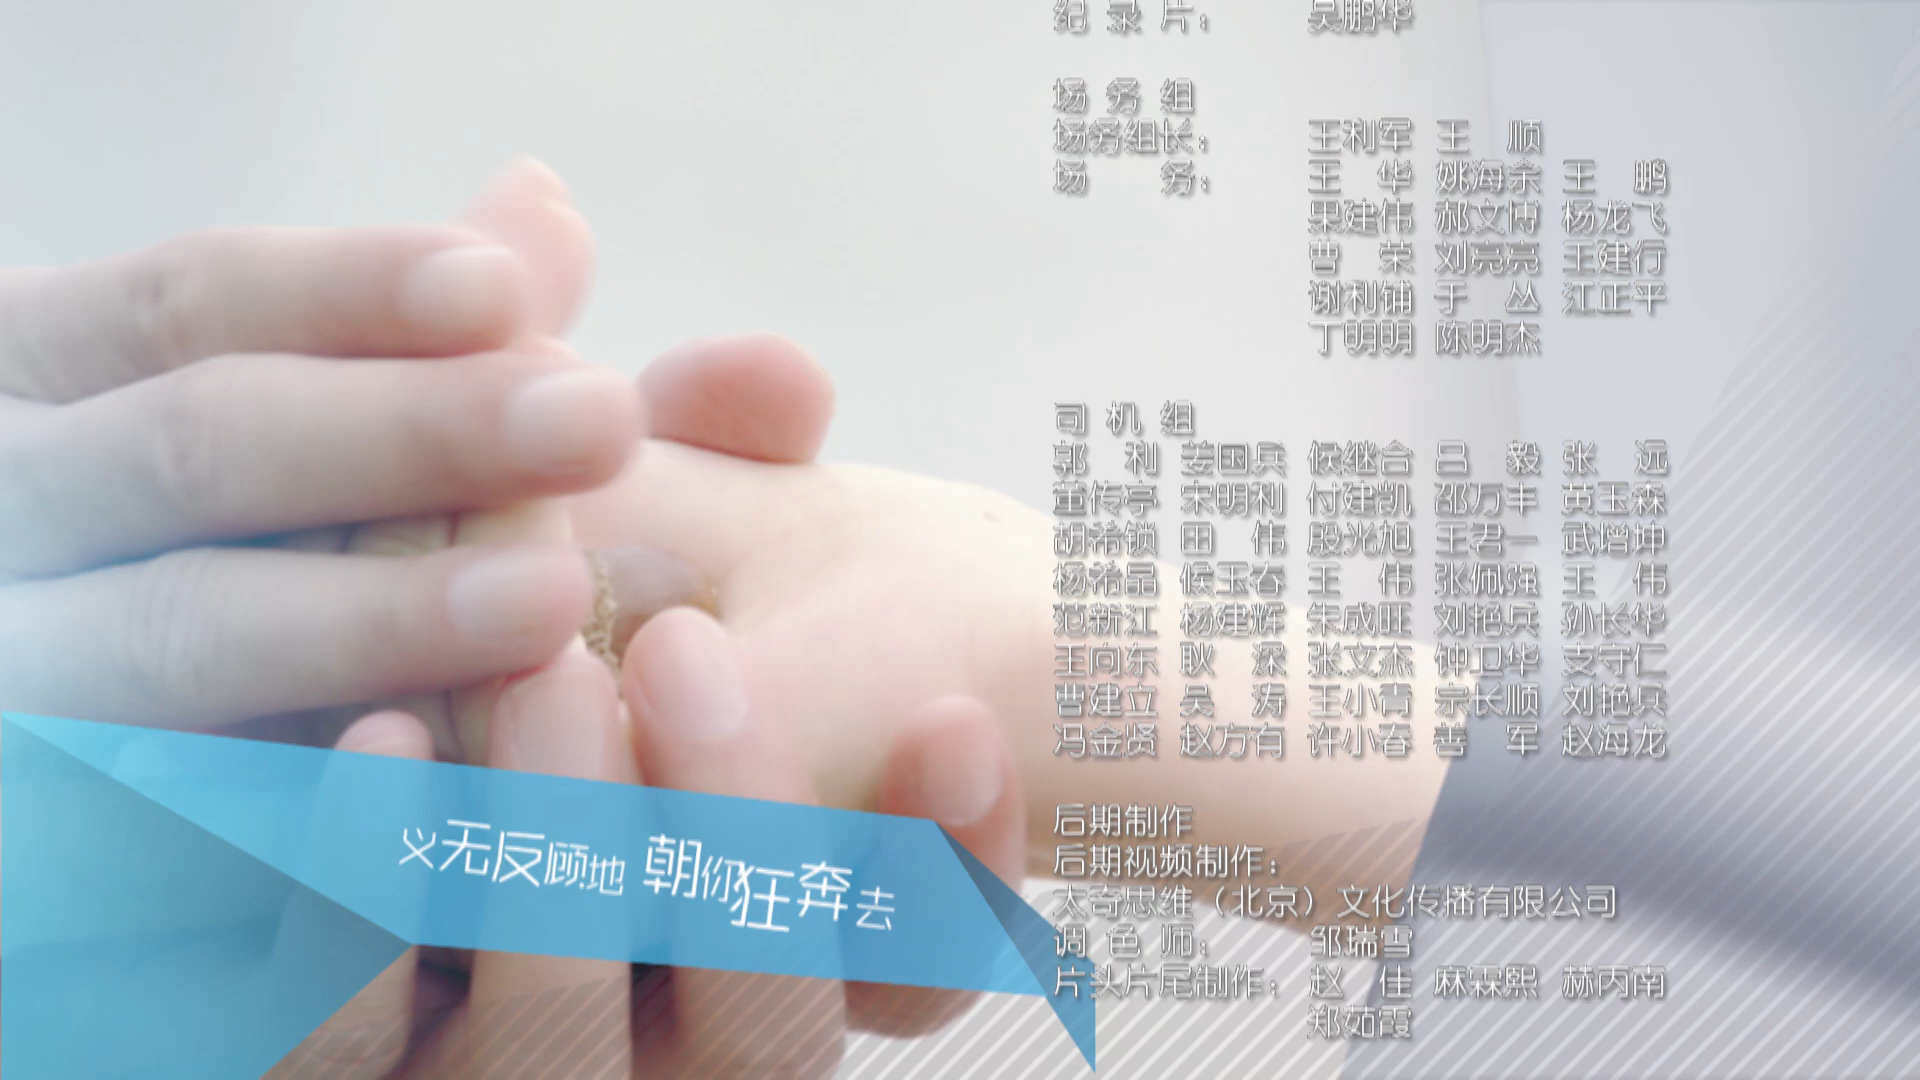 纪 录 片： 吴鹏华
场 务 组
场务组长： 王利军 王 顺
场 务： 王 华 姚海余 王 鹏
果建伟 郝文博 杨龙飞
曹 荣 刘亮亮 王建行
谢利铺 于 丛 江正平
丁明明 陈明杰
司 机 组
郭 利 姜国兵 侯继合 吕 毅 张 远
董传亭 宋明利 付建凯 邵万丰 黄玉森
胡希锁 田 伟 殷光旭 王君一 武增坤
杨希晶 侯玉春 王 伟 张佩强 王 伟
范新江 杨建辉 朱成旺 刘艳兵 孙长华
王向东 耿 深 张文杰 钟卫华 支守仁
曹建立 吴 涛 王小青 宗长顺 刘艳兵
冯金贤 赵方有 许小春 善 军 赵海龙
后期制作
后期视频制作：
太奇思维（北京）文化传播有限公司
调 色 师： 邹瑞雪
片头片尾制作： 赵 佳 麻霖熙 赫丙南
郑茹霞
义无反顾地 朝你狂奔去